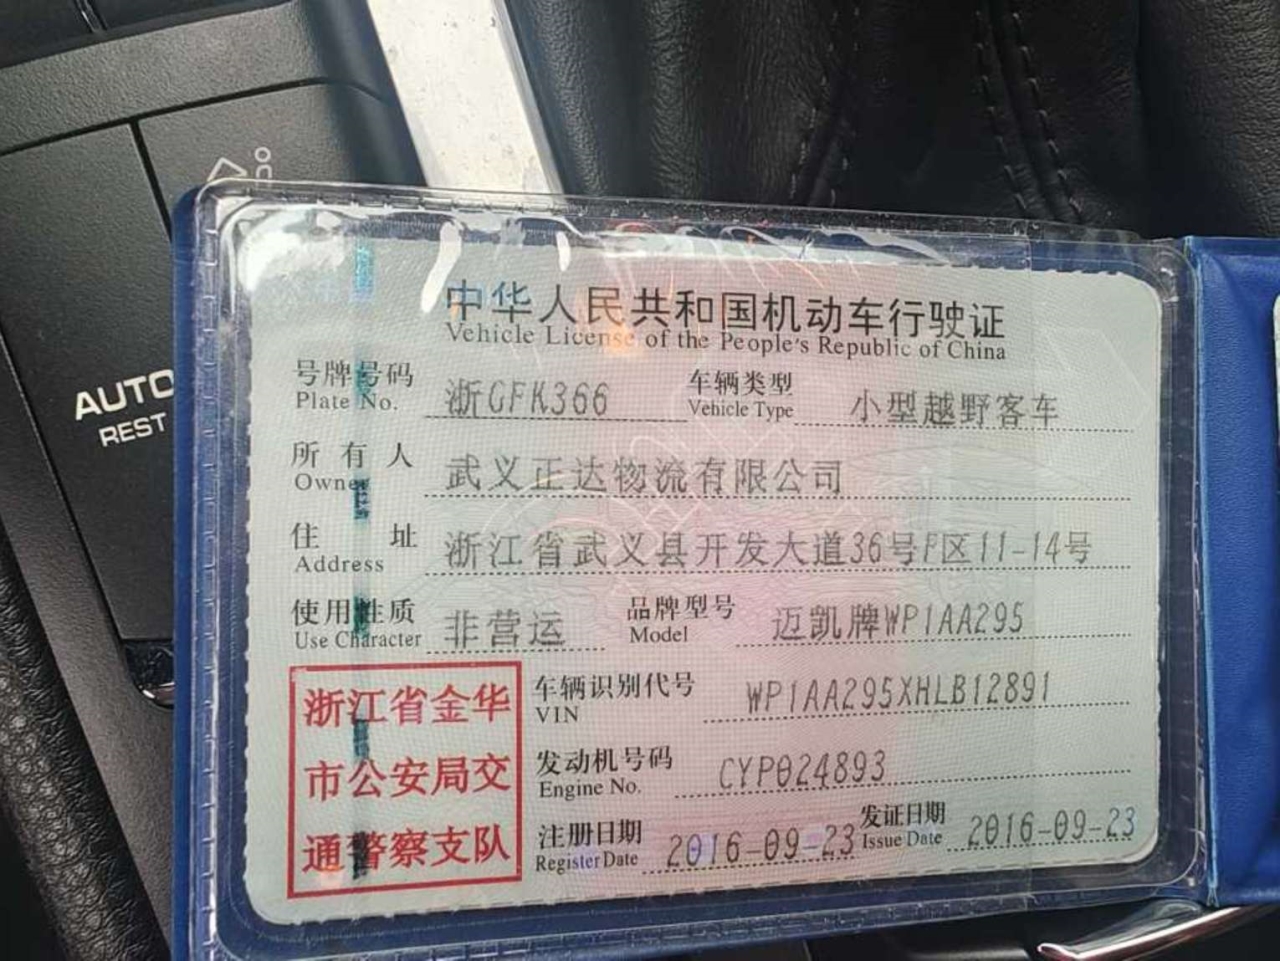 AUTO
REST
中华人民共和国机动车行驶证
Vehicle License of the People's Republic of China
号牌号码 浙GFK366 车辆类型 小型越野客车
Plate No. Vehicle Type
所有人 武义正达物流有限公司
Owner
住址 浙江省武义县开发大道36号F区11-14号
Address
使用性质 非营运 品牌型号 迈凯牌WP1AA295
Use Character Model
浙江省金华
市公安局交
通警察支队
车辆识别代号 WP1AA295XHLB12891
VIN
发动机号码 CYP024893
Engine No.
注册日期 2016-09-23 发证日期 2016-09-23
Register Date Issue Date